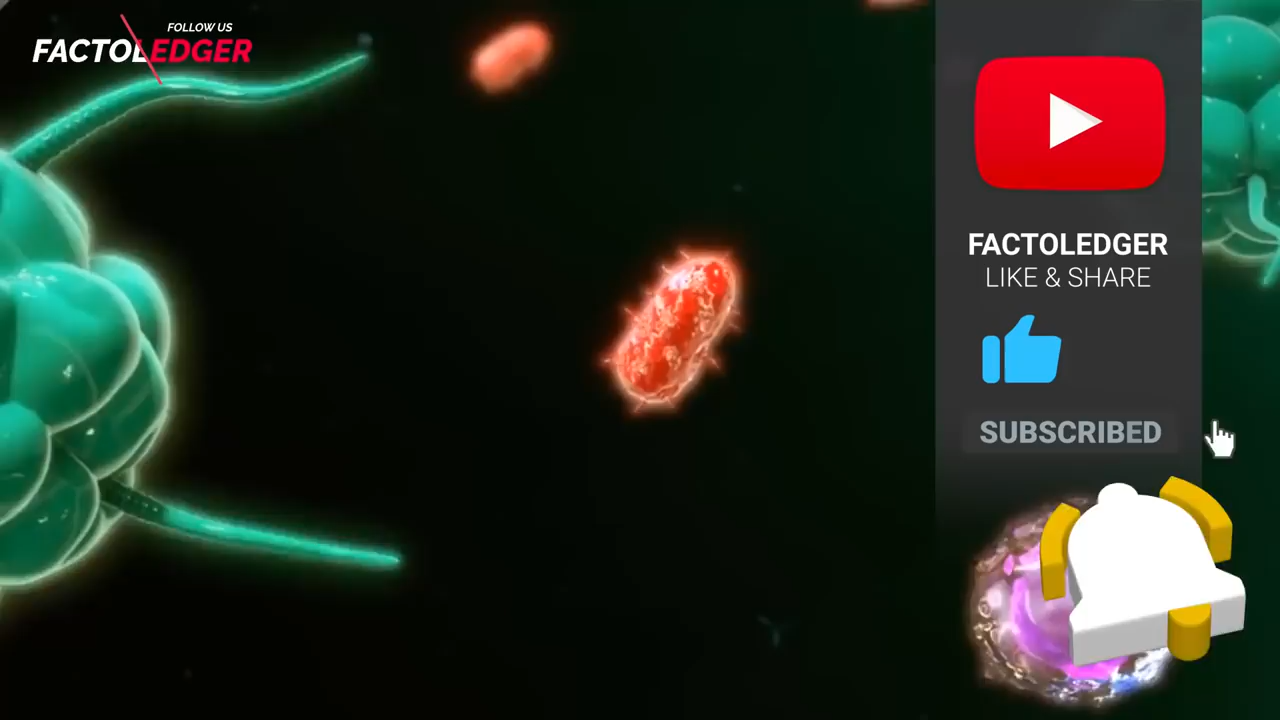 FOLLOW US
FACTOLEDGER
FACTOLEDGER
LIKE & SHARE
SUBSCRIBED